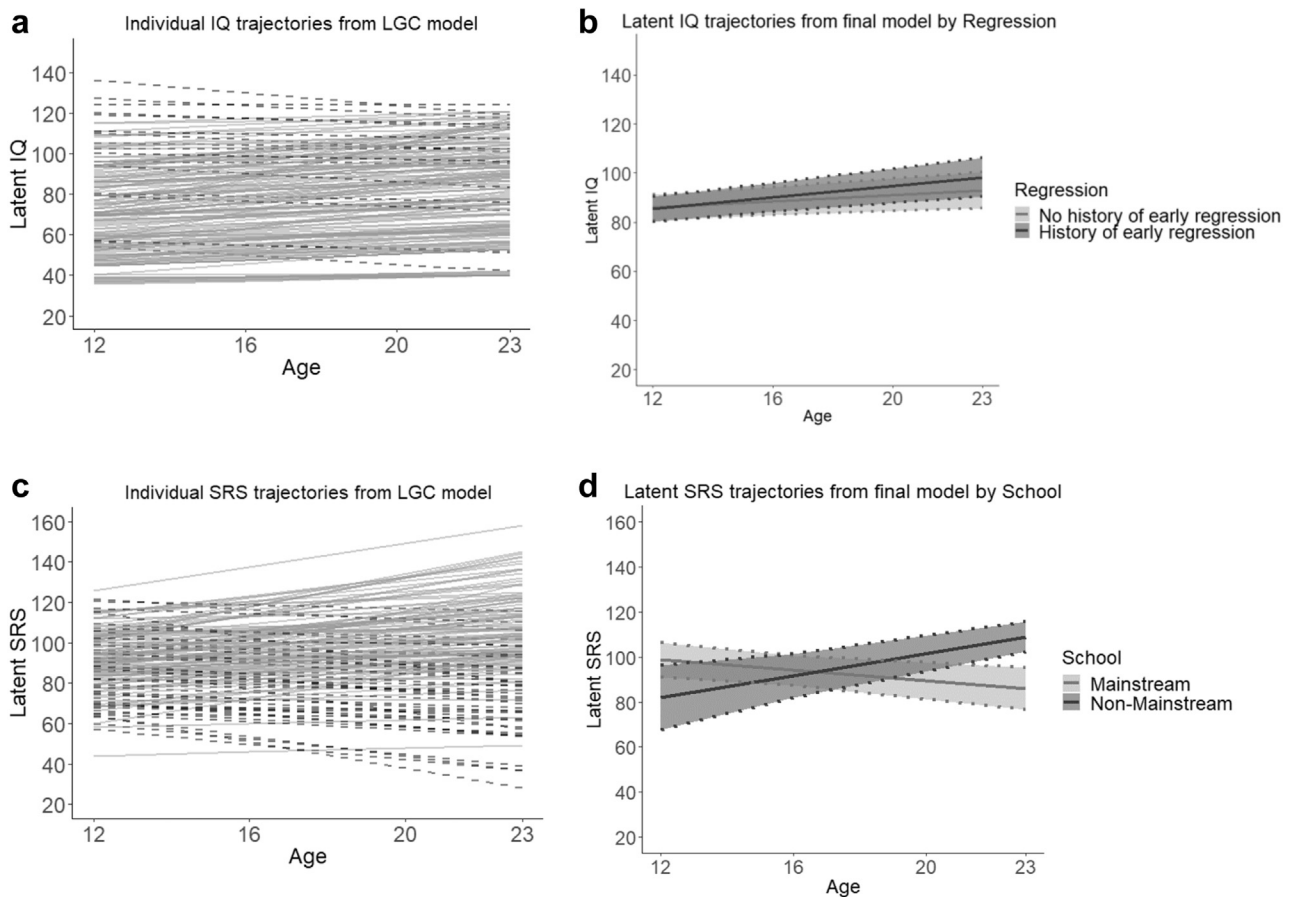 a
Individual IQ trajectories from LGC model
140
120
100
80
60
40
20
Latent IQ
12
16
20
23
Age
b
Latent IQ trajectories from final model by Regression
140
120
100
80
60
40
20
Latent IQ
12
16
20
23
Age
Regression
No history of early regression
History of early regression
c
Individual SRS trajectories from LGC model
160
140
120
100
80
60
40
20
Latent SRS
12
16
20
23
Age
d
Latent SRS trajectories from final model by School
160
140
120
100
80
60
40
20
Latent SRS
12
16
20
23
Age
School
Mainstream
Non-Mainstream